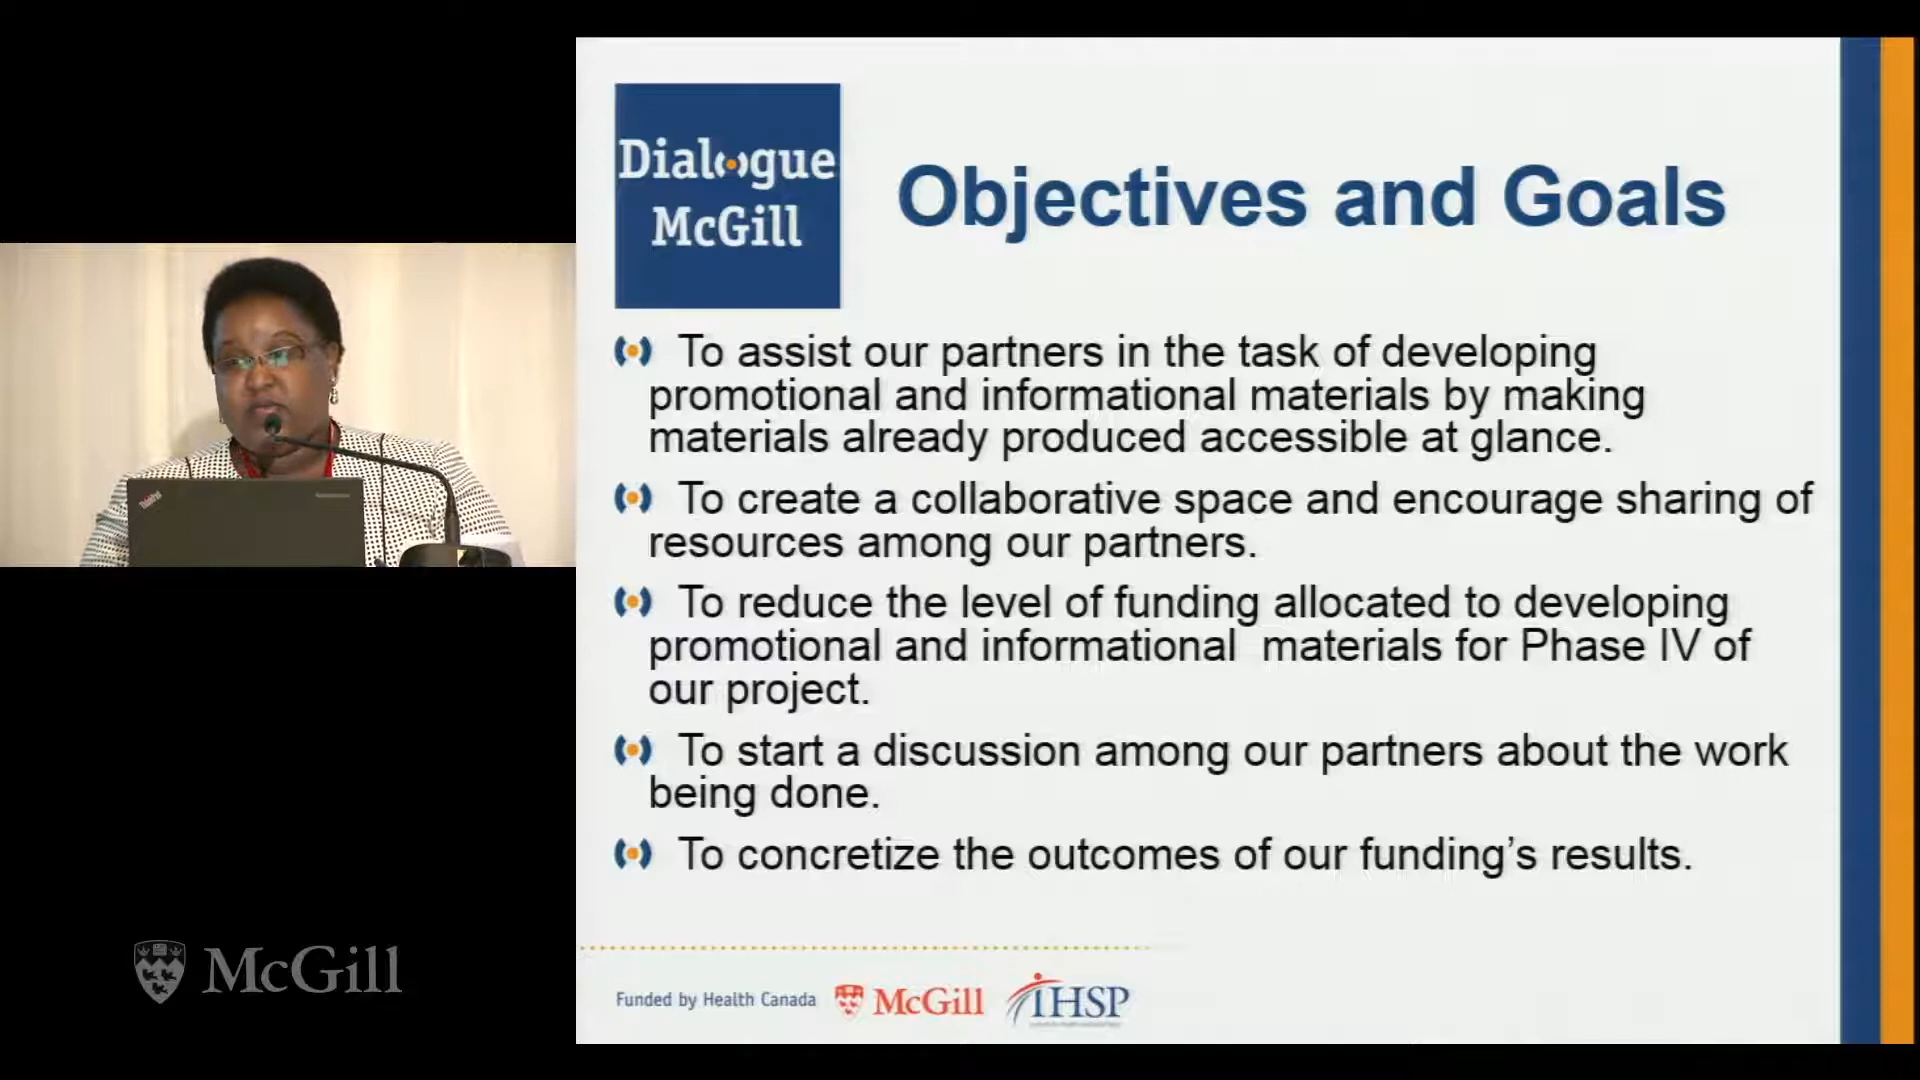 Dialogue
McGill
Objectives and Goals
To assist our partners in the task of developing
promotional and informational materials by making
materials already produced accessible at glance.
To create a collaborative space and encourage sharing of
resources among our partners.
To reduce the level of funding allocated to developing
promotional and informational materials for Phase IV of
our project.
To start a discussion among our partners about the work
being done.
To concretize the outcomes of our funding’s results.
Funded by Health Canada
McGill
IHSP
ThinkPad
McGill